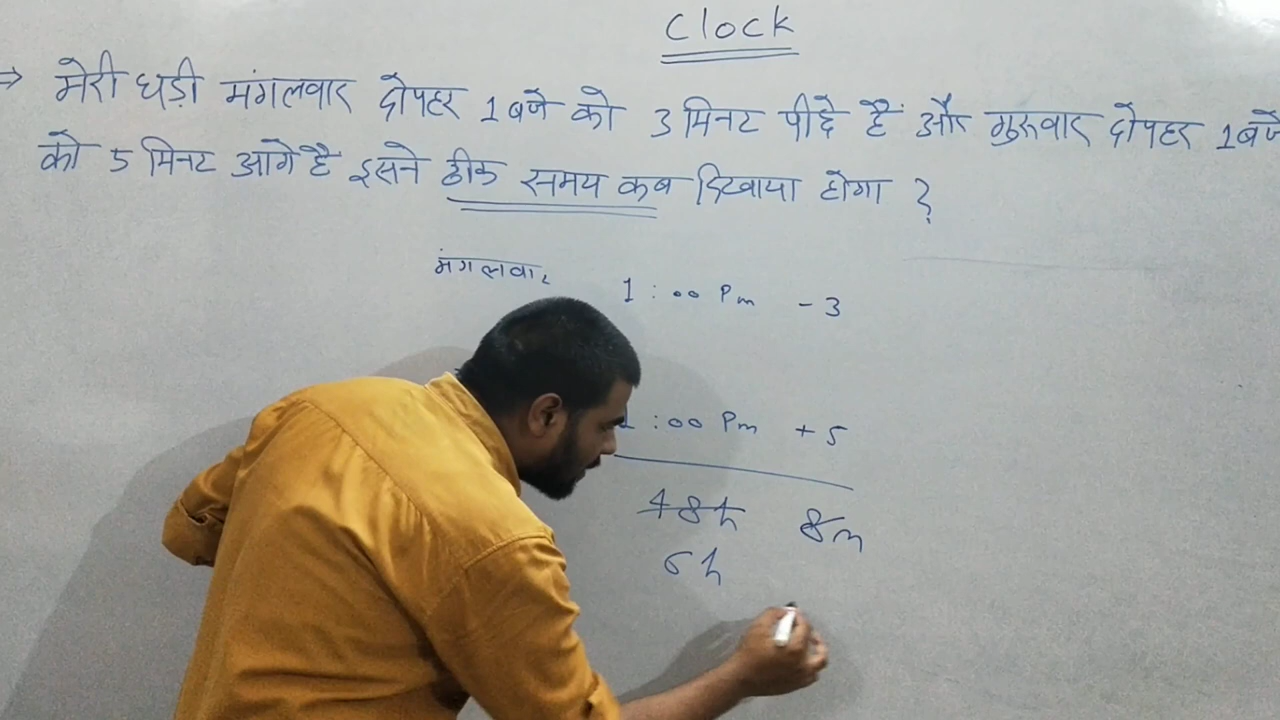 Clock
⇒ मेरी घड़ी मंगलवार दोपहर 1 बजे को 3 मिनट पीछे है और गुरूवार दोपहर 1 बजे
को 5 मिनट आगे है इसने ठीक समय कब दिखाया होगा ?
मंगलवार 1 : 00 Pm - 3
1 : 00 Pm + 5
48h 8m
6h